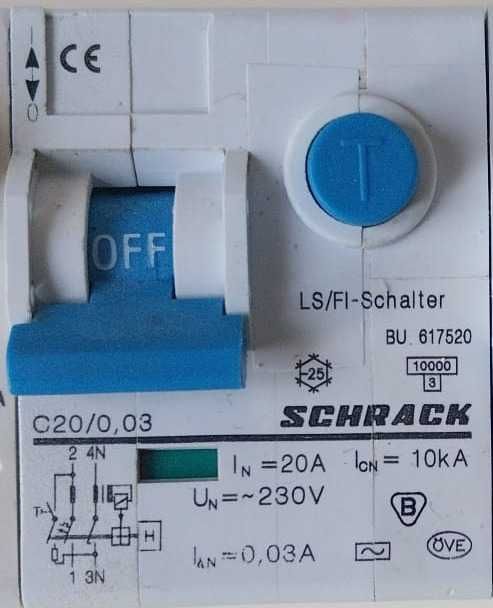 CE
0
T
OFF
LS/FI-Schalter
BU. 617520
-25
10000
3
C20/0,03
SCHRACK
2 4N
IN =20A ICN= 10kA
UN=~230V
B
T
H
IΔN=0,03A
ÖVE
1 3N